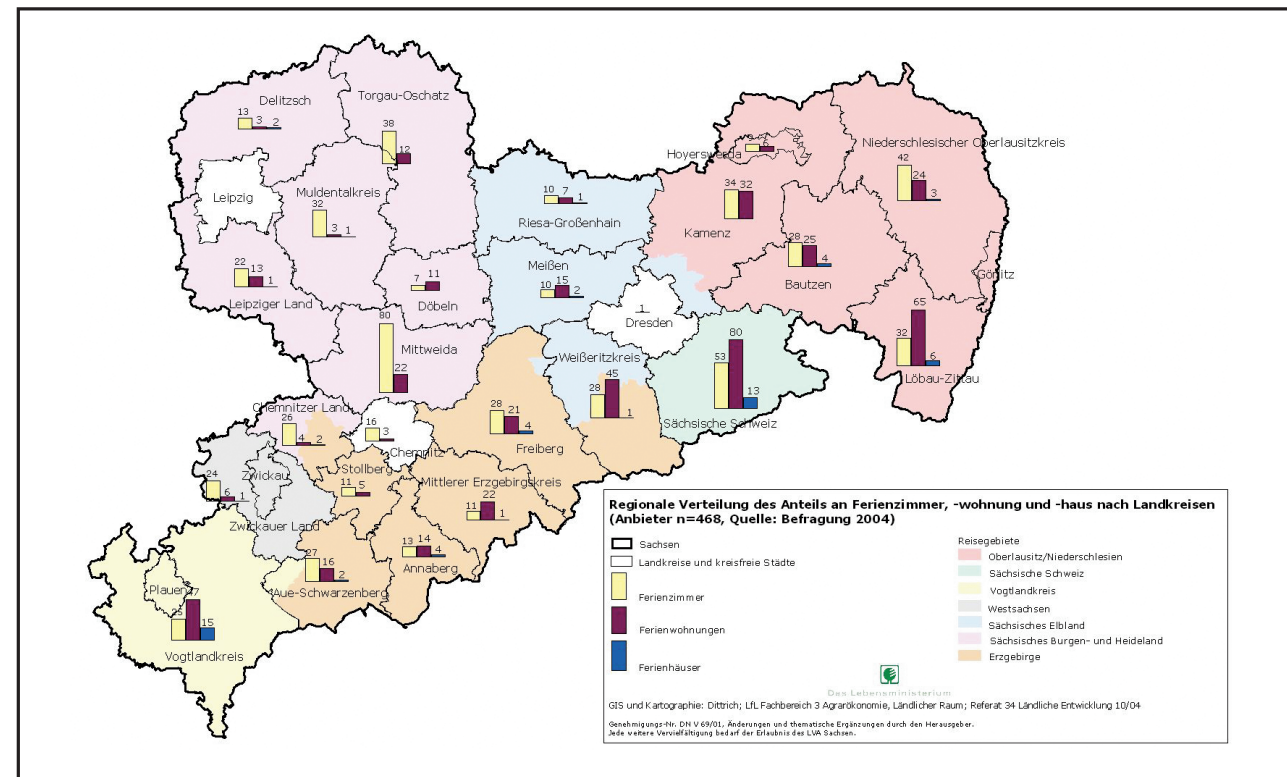 Delitzsch
13 3 2
Torgau-Oschatz
38 12
Leipzig
Muldentalkreis
32 3 1
22 13 1
Leipziger Land
7 11
Döbeln
80 22
Mittweida
10 7 1
Riesa-Großenhain
Meißen
10 15 2
1
Dresden
Hoyerswerda
6
Niederschlesischer Oberlausitzkreis
42 24 3
34 32
Kamenz
28 25 4
Bautzen
Görlitz
32 65 6
Löbau-Zittau
Weißeritzkreis
28 45 1
53 80 13
Sächsische Schweiz
Chemnitzer Land
26 4 2
16 3
Chemnitz
28 21 4
Freiberg
Stollberg
11 5
Mittlerer Erzgebirgskreis
11 22 1
24 6 1
Zwickau
Zwickauer Land
13 14 4
Annaberg
27 16 2
Aue-Schwarzenberg
Plauen
25 15
Vogtlandkreis
Regionale Verteilung des Anteils an Ferienzimmer, -wohnung und -haus nach Landkreisen
(Anbieter n=468, Quelle: Befragung 2004)
Sachsen
Landkreise und kreisfreie Städte
Ferienzimmer
Ferienwohnungen
Ferienhäuser
Reisegebiete
Oberlausitz/Niederschlesien
Sächsische Schweiz
Vogtlandkreis
Westsachsen
Sächsisches Elbland
Sächsisches Burgen- und Heideland
Erzgebirge
Das Lebensministerium
GIS und Kartographie: Dittrich; LfL Fachbereich 3 Agrarökonomie, Ländlicher Raum; Referat 34 Ländliche Entwicklung 10/04
Genehmigungs-Nr. DN V 69/01, Änderungen und thematische Ergänzungen durch den Herausgeber.
Jede weitere Vervielfältigung bedarf der Erlaubnis des LVA Sachsen.